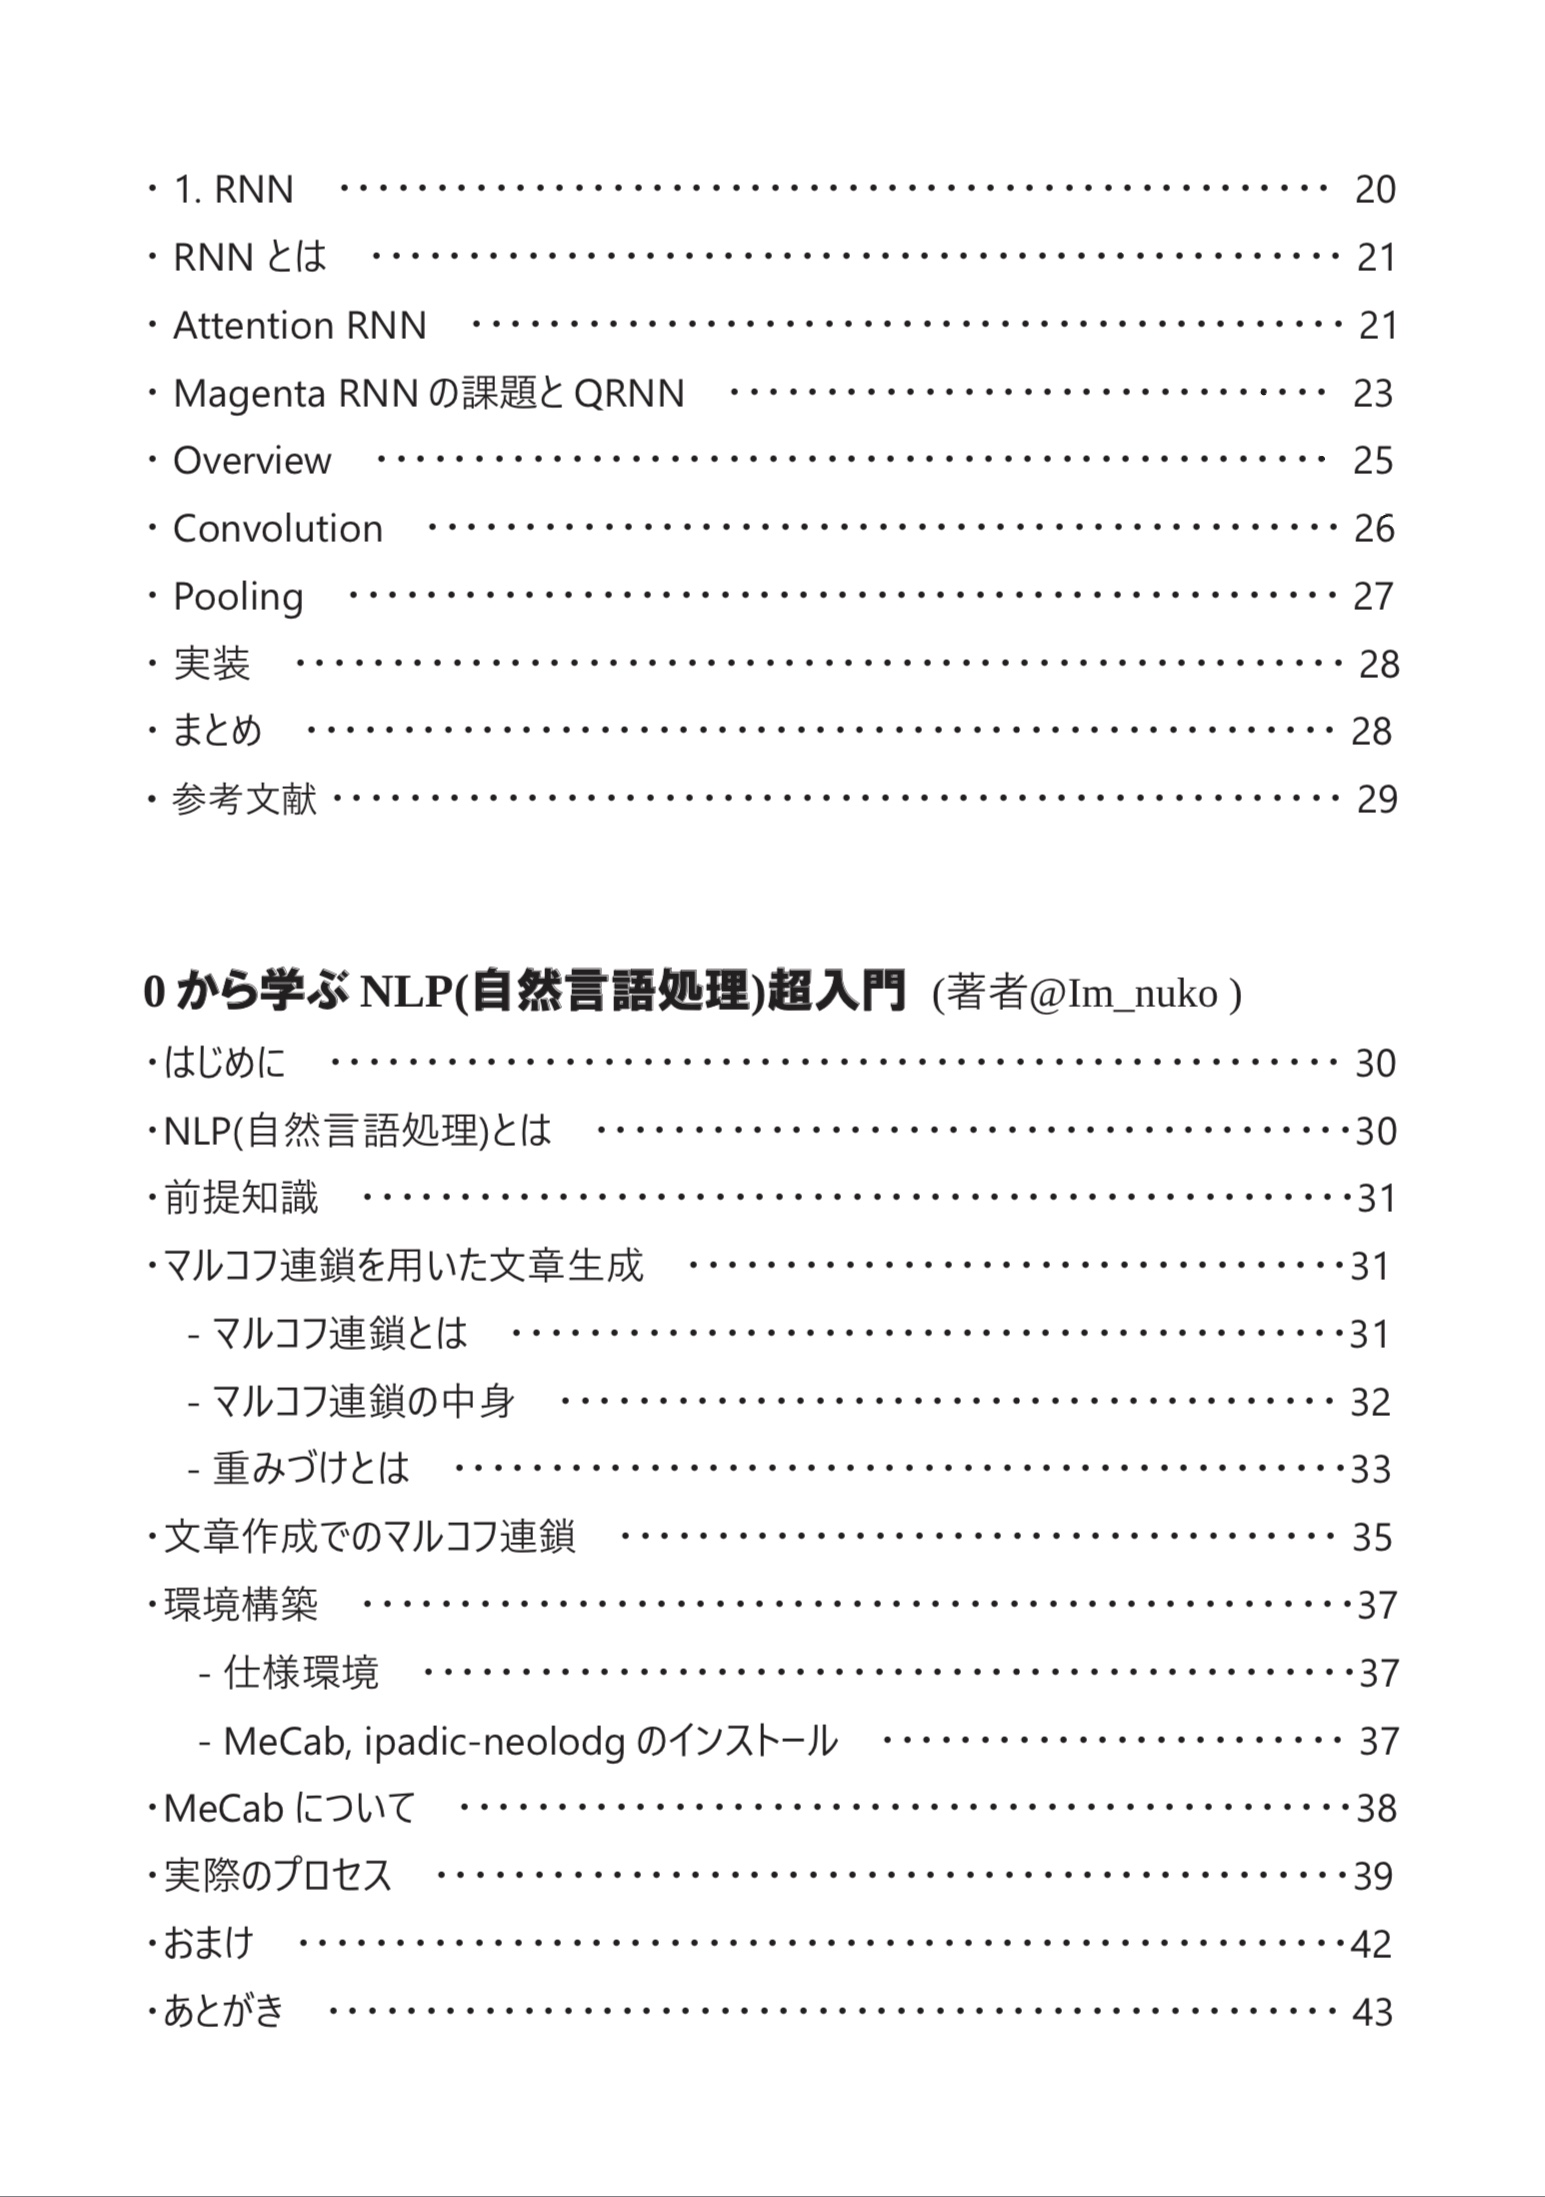 ・ 1. RNN ・・・・・・・・・・・・・・・・・・・・・・・・・・・・・・・・・・・・・・・・・・・・・・・・・・・ 20
・ RNN とは ・・・・・・・・・・・・・・・・・・・・・・・・・・・・・・・・・・・・・・・・・・・・・・・・・・ 21
・ Attention RNN ・・・・・・・・・・・・・・・・・・・・・・・・・・・・・・・・・・・・・・・・・・・・・ 21
・ Magenta RNN の課題と QRNN ・・・・・・・・・・・・・・・・・・・・・・・・・・・・・・・ 23
・ Overview ・・・・・・・・・・・・・・・・・・・・・・・・・・・・・・・・・・・・・・・・・・・・・・・・・ 25
・ Convolution ・・・・・・・・・・・・・・・・・・・・・・・・・・・・・・・・・・・・・・・・・・・・・・・ 26
・ Pooling ・・・・・・・・・・・・・・・・・・・・・・・・・・・・・・・・・・・・・・・・・・・・・・・・・・・ 27
・ 実装 ・・・・・・・・・・・・・・・・・・・・・・・・・・・・・・・・・・・・・・・・・・・・・・・・・・・・・・ 28
・ まとめ ・・・・・・・・・・・・・・・・・・・・・・・・・・・・・・・・・・・・・・・・・・・・・・・・・・・・・ 28
・ 参考文献 ・・・・・・・・・・・・・・・・・・・・・・・・・・・・・・・・・・・・・・・・・・・・・・・・・・・・ 29
0 から学ぶ NLP(自然言語処理)超入門 (著者@Im_nuko )
・はじめに ・・・・・・・・・・・・・・・・・・・・・・・・・・・・・・・・・・・・・・・・・・・・・・・・・・・・ 30
・NLP(自然言語処理)とは ・・・・・・・・・・・・・・・・・・・・・・・・・・・・・・・・・・・・・・・30
・前提知識 ・・・・・・・・・・・・・・・・・・・・・・・・・・・・・・・・・・・・・・・・・・・・・・・・・・・31
・マルコフ連鎖を用いた文章生成 ・・・・・・・・・・・・・・・・・・・・・・・・・・・・・・・・・・31
- マルコフ連鎖とは ・・・・・・・・・・・・・・・・・・・・・・・・・・・・・・・・・・・・・・・・・・・31
- マルコフ連鎖の中身 ・・・・・・・・・・・・・・・・・・・・・・・・・・・・・・・・・・・・・・・・ 32
- 重みづけとは ・・・・・・・・・・・・・・・・・・・・・・・・・・・・・・・・・・・・・・・・・・・・・・33
・文章作成でのマルコフ連鎖 ・・・・・・・・・・・・・・・・・・・・・・・・・・・・・・・・・・・・・ 35
・環境構築 ・・・・・・・・・・・・・・・・・・・・・・・・・・・・・・・・・・・・・・・・・・・・・・・・・・・37
- 仕様環境 ・・・・・・・・・・・・・・・・・・・・・・・・・・・・・・・・・・・・・・・・・・・・・・・・37
- MeCab, ipadic-neolodg のインストール ・・・・・・・・・・・・・・・・・・・・・・・・ 37
・MeCab について ・・・・・・・・・・・・・・・・・・・・・・・・・・・・・・・・・・・・・・・・・・・・・・38
・実際のプロセス ・・・・・・・・・・・・・・・・・・・・・・・・・・・・・・・・・・・・・・・・・・・・・・・39
・おまけ ・・・・・・・・・・・・・・・・・・・・・・・・・・・・・・・・・・・・・・・・・・・・・・・・・・・・・・42
・あとがき ・・・・・・・・・・・・・・・・・・・・・・・・・・・・・・・・・・・・・・・・・・・・・・・・・・・・ 43